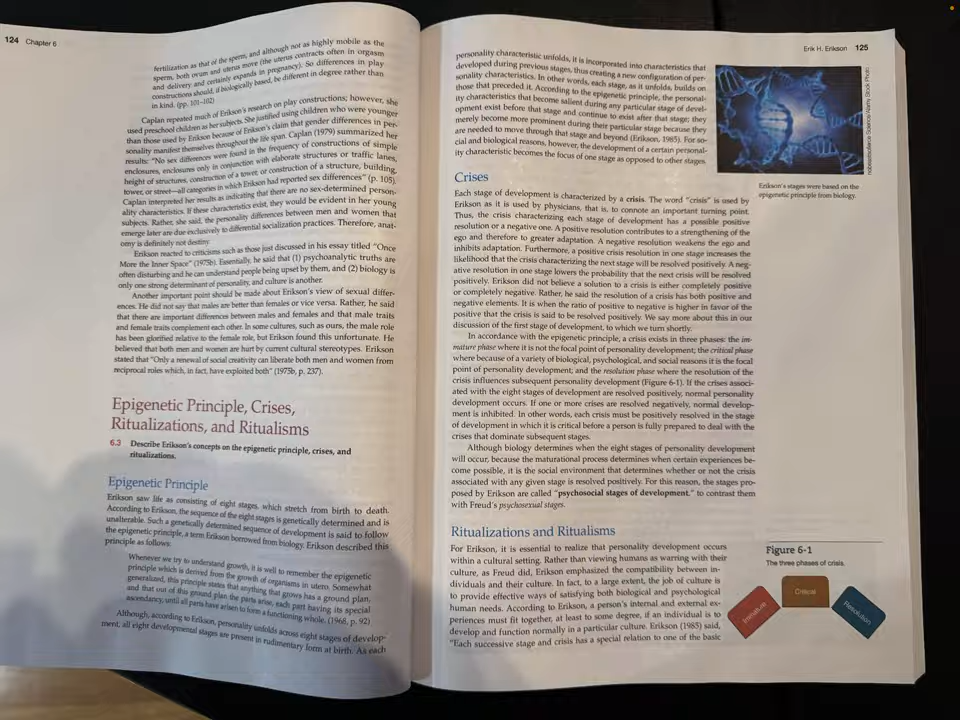 124 Chapter 6
fertilization as that of the sperm, and although not as highly mobile as the
sperm, both ovum and uterus move (the uterus contracts often in orgasm
and delivery and certainly expands in pregnancy). So differences in play
constructions should, if biologically based, be different in degree rather than
in kind. (pp. 101–102)
Caplan repeated much of Erikson's research on play constructions; however, she
used preschool children as her subjects. She justified using children who were younger
than those used by Erikson because of Erikson's claim that gender differences in per-
sonality manifest themselves throughout the life span. Caplan (1979) summarized her
results: "No sex differences were found in the frequency of constructions of simple
enclosures, enclosures only in conjunction with elaborate structures or traffic lanes,
height of structures, construction of a tower, or construction of a structure, building,
tower, or street—all categories in which Erikson had reported sex differences" (p. 105).
Caplan interpreted her results as indicating that there are no sex-determined person-
ality characteristics. If these characteristics exist, they would be evident in her young
subjects. Rather, she said, the personality differences between men and women that
emerge later are due exclusively to differential socialization practices. Therefore, anat-
omy is definitely not destiny.
Erikson reacted to criticisms such as those just discussed in his essay titled "Once
More the Inner Space" (1975b). Essentially, he said that (1) psychoanalytic truths are
often disturbing and he can understand people being upset by them, and (2) biology is
only one strong determinant of personality, and culture is another.
Another important point should be made about Erikson's view of sexual differ-
ences. He did not say that males are better than females or vice versa. Rather, he said
that there are important differences between males and females and that male traits
and female traits complement each other. In some cultures, such as ours, the male role
has been glorified relative to the female role, but Erikson found this unfortunate. He
believed that both men and women are hurt by current cultural stereotypes. Erikson
stated that "Only a renewal of social creativity can liberate both men and women from
reciprocal roles which, in fact, have exploited both" (1975b, p. 237).
Epigenetic Principle, Crises,
Ritualizations, and Ritualisms
6.3 Describe Erikson's concepts on the epigenetic principle, crises, and
ritualizations.
Epigenetic Principle
Erikson saw life as consisting of eight stages, which stretch from birth to death.
According to Erikson, the sequence of the eight stages is genetically determined and is
unalterable. Such a genetically determined sequence of development is said to follow
the epigenetic principle, a term Erikson borrowed from biology. Erikson described this
principle as follows:
Whenever we try to understand growth, it is well to remember the epigenetic
principle which is derived from the growth of organisms in utero. Somewhat
generalized, this principle states that anything that grows has a ground plan,
and that out of this ground plan the parts arise, each part having its special
ascendancy, until all parts have arisen to form a functioning whole. (1968, p. 92)
Although, according to Erikson, personality unfolds across eight stages of develop-
ment, all eight developmental stages are present in rudimentary form at birth. As each
Erik H. Erikson 125
personality characteristic unfolds, it is incorporated into characteristics that
developed during previous stages, thus creating a new configuration of per-
sonality characteristics. In other words, each stage, as it unfolds, builds on
those that preceded it. According to the epigenetic principle, the personal-
ity characteristics that become salient during any particular stage of devel-
opment exist before that stage and continue to exist after that stage; they
merely become more prominent during their particular stage because they
are needed to move through that stage and beyond (Erikson, 1985). For so-
cial and biological reasons, however, the development of a certain personal-
ity characteristic becomes the focus of one stage as opposed to other stages.
Science/Alamy Stock Photo
Erikson's stages were based on the
epigenetic principle from biology.
Crises
Each stage of development is characterized by a crisis. The word "crisis" is used by
Erikson as it is used by physicians, that is, to connote an important turning point.
Thus, the crisis characterizing each stage of development has a possible positive
resolution or a negative one. A positive resolution contributes to a strengthening of the
ego and therefore to greater adaptation. A negative resolution weakens the ego and
inhibits adaptation. Furthermore, a positive crisis resolution in one stage increases the
likelihood that the crisis characterizing the next stage will be resolved positively. A neg-
ative resolution in one stage lowers the probability that the next crisis will be resolved
positively. Erikson did not believe a solution to a crisis is either completely positive
or completely negative. Rather, he said the resolution of a crisis has both positive and
negative elements. It is when the ratio of positive to negative is higher in favor of the
positive that the crisis is said to be resolved positively. We say more about this in our
discussion of the first stage of development, to which we turn shortly.
In accordance with the epigenetic principle, a crisis exists in three phases: the im-
mature phase where it is not the focal point of personality development; the critical phase
where because of a variety of biological, psychological, and social reasons it is the focal
point of personality development; and the resolution phase where the resolution of the
crisis influences subsequent personality development (Figure 6-1). If the crises associ-
ated with the eight stages of development are resolved positively, normal personality
development occurs. If one or more crises are resolved negatively, normal develop-
ment is inhibited. In other words, each crisis must be positively resolved in the stage
of development in which it is critical before a person is fully prepared to deal with the
crises that dominate subsequent stages.
Although biology determines when the eight stages of personality development
will occur, because the maturational process determines when certain experiences be-
come possible, it is the social environment that determines whether or not the crisis
associated with any given stage is resolved positively. For this reason, the stages pro-
posed by Erikson are called "psychosocial stages of development," to contrast them
with Freud's psychosexual stages.
Ritualizations and Ritualisms
For Erikson, it is essential to realize that personality development occurs
within a cultural setting. Rather than viewing humans as warring with their
culture, as Freud did, Erikson emphasized the compatibility between in-
dividuals and their culture. In fact, to a large extent, the job of culture is
to provide effective ways of satisfying both biological and psychological
human needs. According to Erikson, a person's internal and external ex-
periences must fit together, at least to some degree, if an individual is to
develop and function normally in a particular culture. Erikson (1985) said,
"Each successive stage and crisis has a special relation to one of the basic
Figure 6-1
The three phases of crisis.
Immature
Critical
Resolution